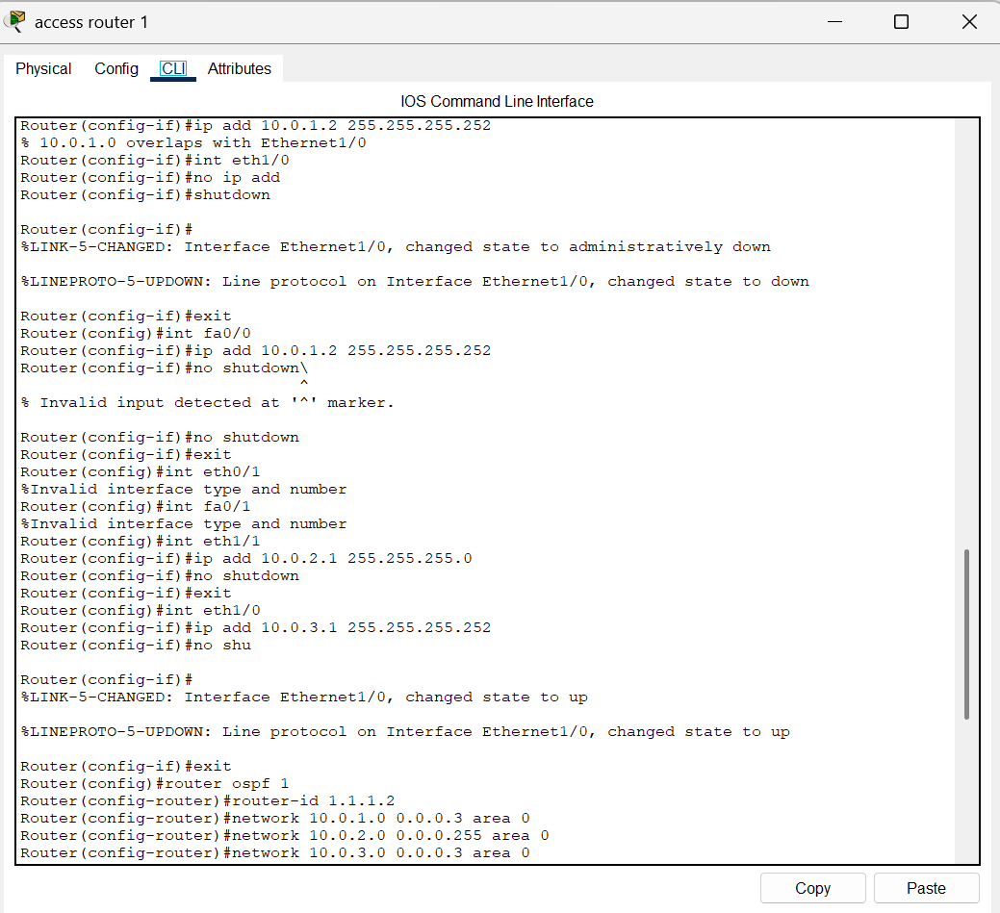 access router 1
Physical Config CLI Attributes
IOS Command Line Interface
Router(config-if)#ip add 10.0.1.2 255.255.255.252
% 10.0.1.0 overlaps with Ethernet1/0
Router(config-if)#int eth1/0
Router(config-if)#no ip add
Router(config-if)#shutdown
Router(config-if)#
%LINK-5-CHANGED: Interface Ethernet1/0, changed state to administratively down
%LINEPROTO-5-UPDOWN: Line protocol on Interface Ethernet1/0, changed state to down
Router(config-if)#exit
Router(config)#int fa0/0
Router(config-if)#ip add 10.0.1.2 255.255.255.252
Router(config-if)#no shutdown\
^
% Invalid input detected at '^' marker.
Router(config-if)#no shutdown
Router(config-if)#exit
Router(config)#int eth0/1
%Invalid interface type and number
Router(config)#int fa0/1
%Invalid interface type and number
Router(config)#int eth1/1
Router(config-if)#ip add 10.0.2.1 255.255.255.0
Router(config-if)#no shutdown
Router(config-if)#exit
Router(config)#int eth1/0
Router(config-if)#ip add 10.0.3.1 255.255.255.252
Router(config-if)#no shu
Router(config-if)#
%LINK-5-CHANGED: Interface Ethernet1/0, changed state to up
%LINEPROTO-5-UPDOWN: Line protocol on Interface Ethernet1/0, changed state to up
Router(config-if)#exit
Router(config)#router ospf 1
Router(config-router)#router-id 1.1.1.2
Router(config-router)#network 10.0.1.0 0.0.0.3 area 0
Router(config-router)#network 10.0.2.0 0.0.0.255 area 0
Router(config-router)#network 10.0.3.0 0.0.0.3 area 0
Copy Paste